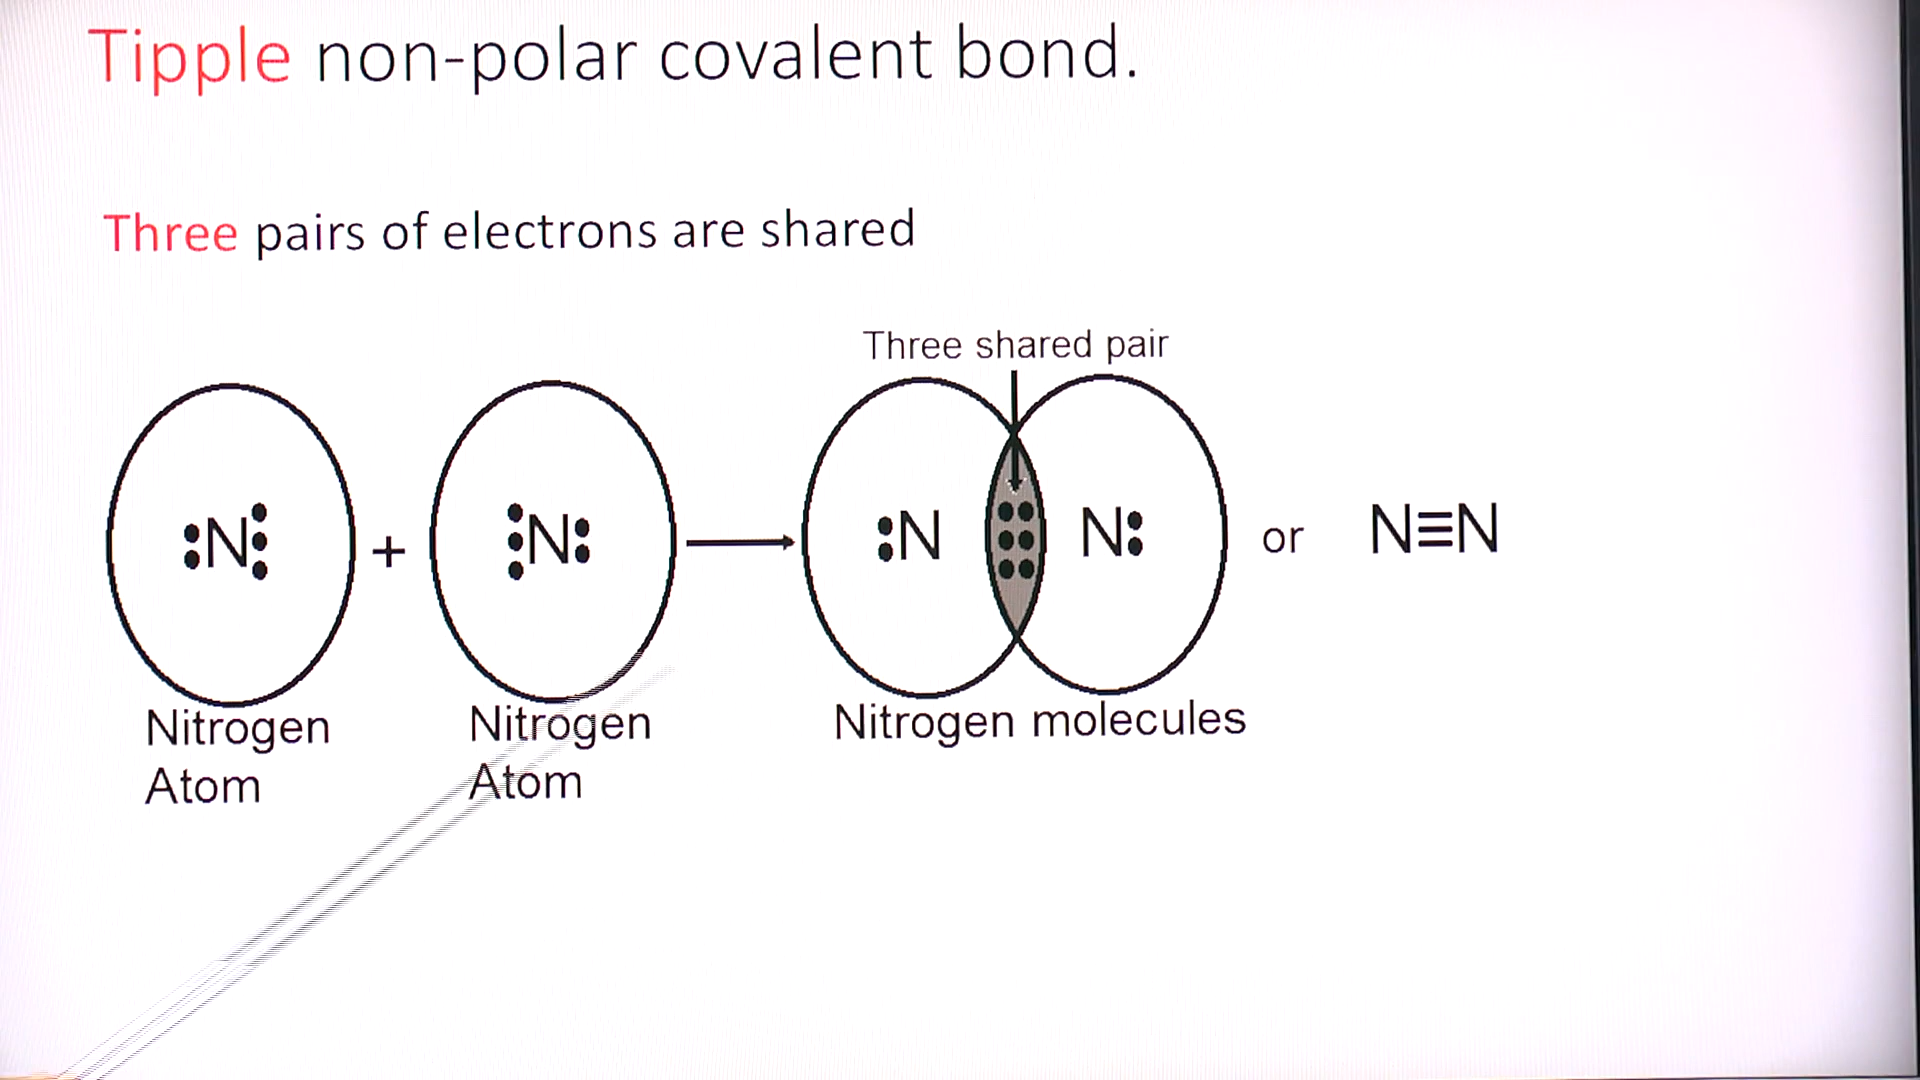 Tipple non-polar covalent bond.
Three pairs of electrons are shared
Three shared pair
:N⋮ + ⋮N: → :N ⋮⋮ N: or N≡N
Nitrogen Atom
Nitrogen Atom
Nitrogen molecules